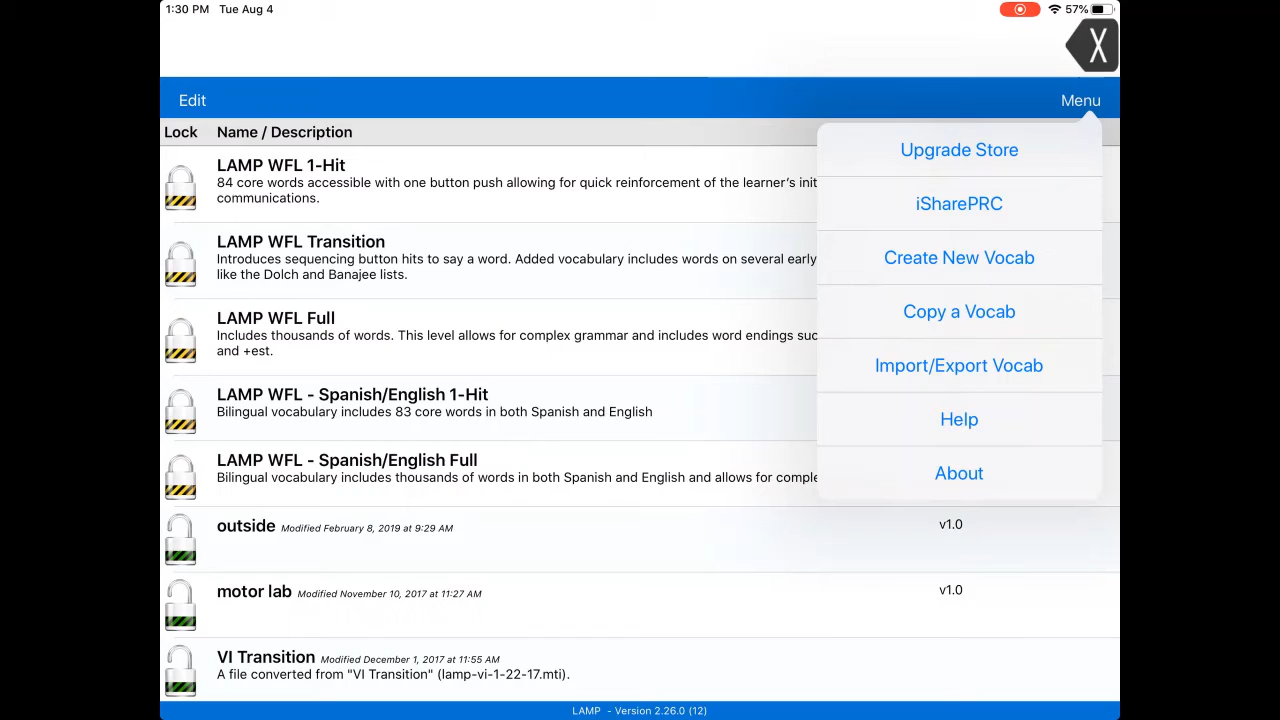 1:30 PM Tue Aug 4
57%
X
Edit
Menu
Lock Name / Description
Upgrade Store
iSharePRC
Create New Vocab
Copy a Vocab
Import/Export Vocab
Help
About
LAMP WFL 1-Hit
84 core words accessible with one button push allowing for quick reinforcement of the learner's init
communications.
LAMP WFL Transition
Introduces sequencing button hits to say a word. Added vocabulary includes words on several early
like the Dolch and Banajee lists.
LAMP WFL Full
Includes thousands of words. This level allows for complex grammar and includes word endings suc
and +est.
LAMP WFL - Spanish/English 1-Hit
Bilingual vocabulary includes 83 core words in both Spanish and English
LAMP WFL - Spanish/English Full
Bilingual vocabulary includes thousands of words in both Spanish and English and allows for comple
outside Modified February 8, 2019 at 9:29 AM v1.0
motor lab Modified November 10, 2017 at 11:27 AM v1.0
VI Transition Modified December 1, 2017 at 11:55 AM
A file converted from "VI Transition" (lamp-vi-1-22-17.mti).
LAMP - Version 2.26.0 (12)